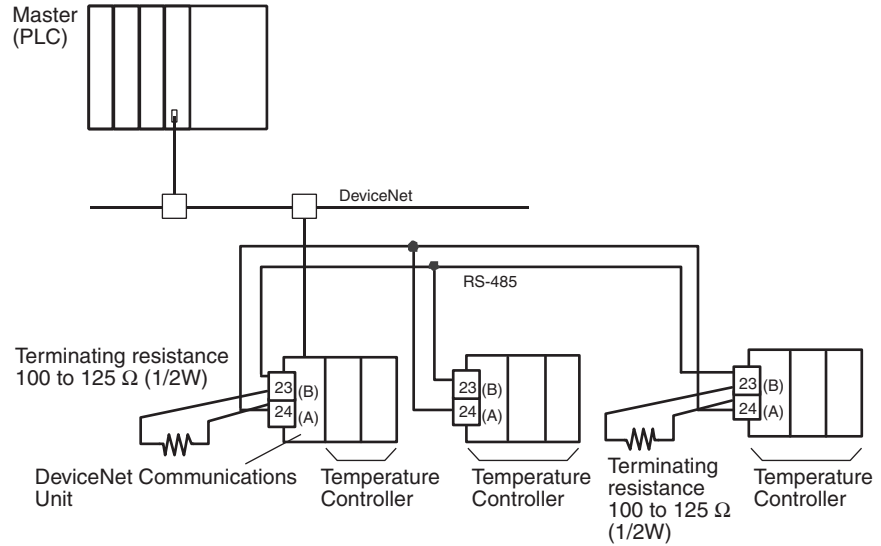 Master
(PLC)
DeviceNet
RS-485
Terminating resistance
100 to 125 Ω (1/2W)
23
(B)
24
(A)
23
(B)
24
(A)
23
(B)
24
(A)
DeviceNet Communications
Unit
Temperature
Controller
Temperature
Controller
Terminating
resistance
100 to 125 Ω
(1/2W)
Temperature
Controller